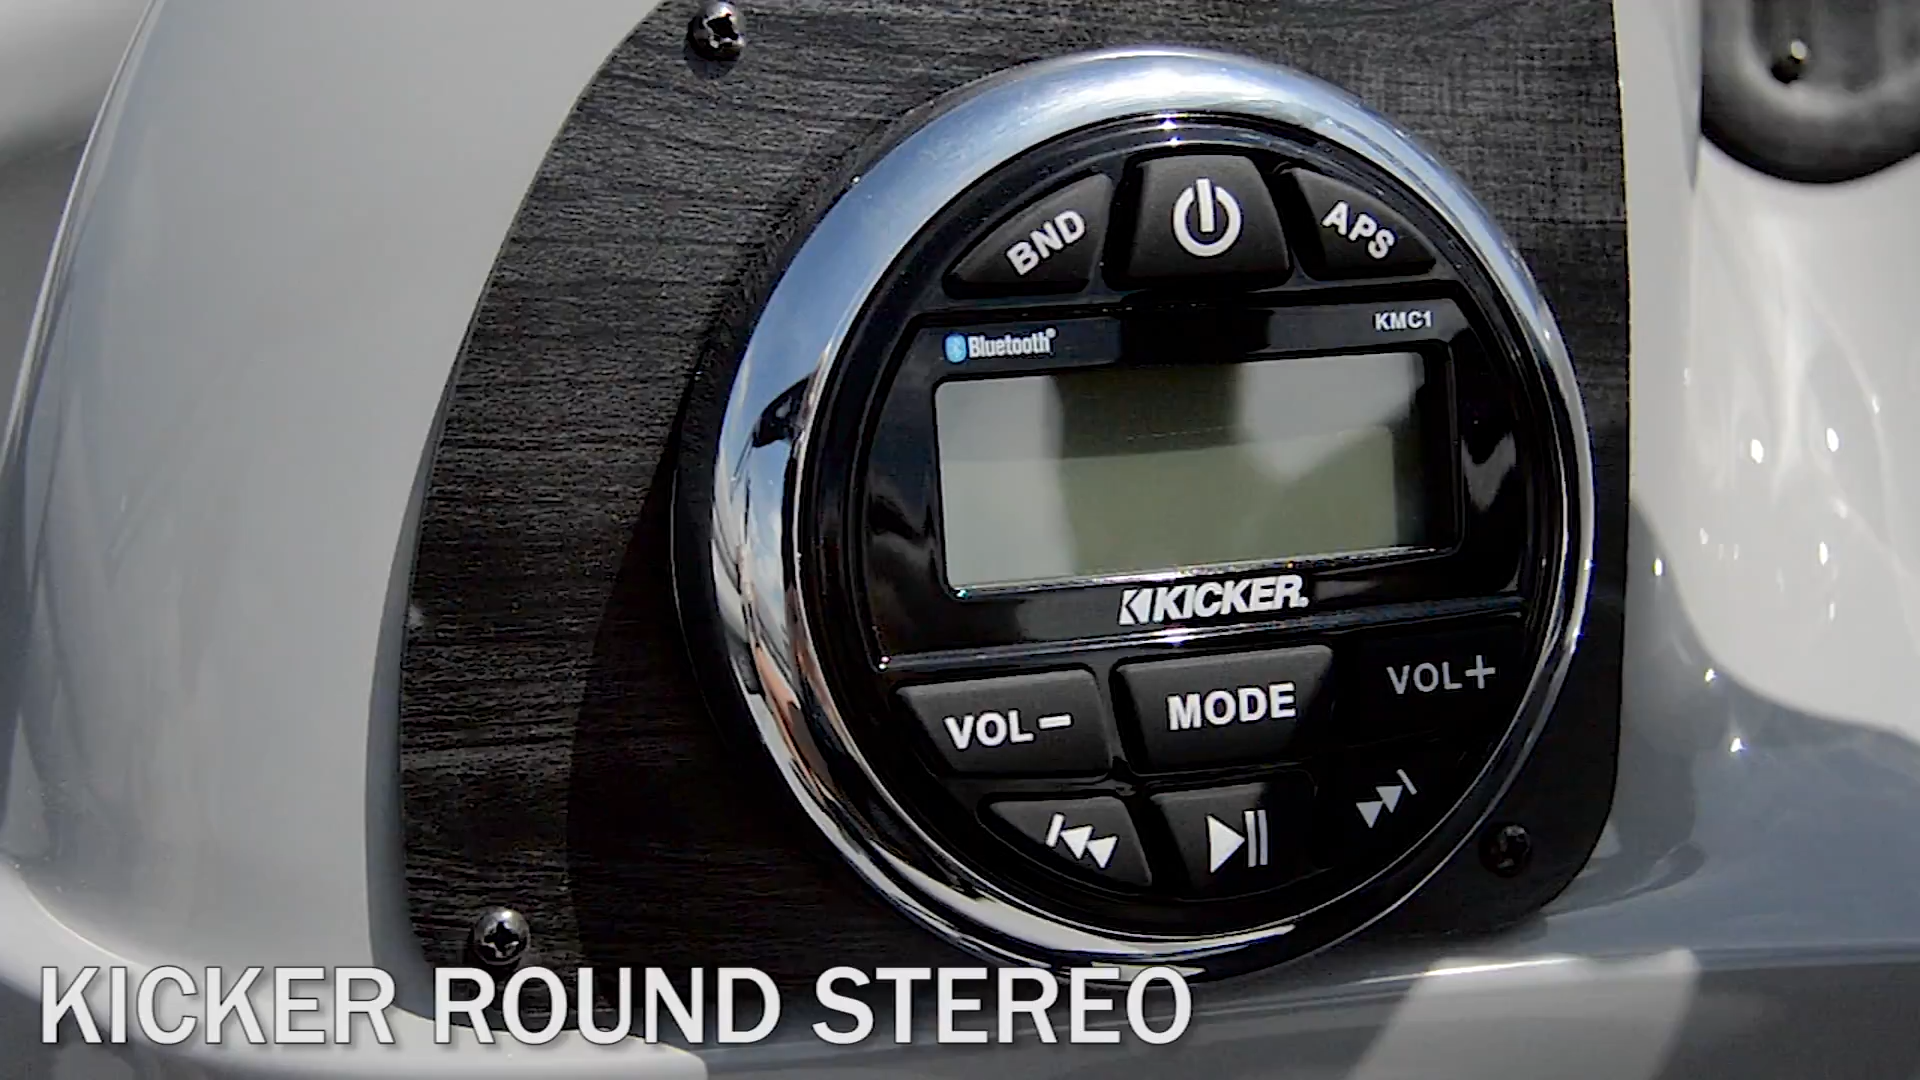 BND
APS
Bluetooth®
KMC1
KICKER.
VOL−
MODE
VOL+
KICKER ROUND STEREO